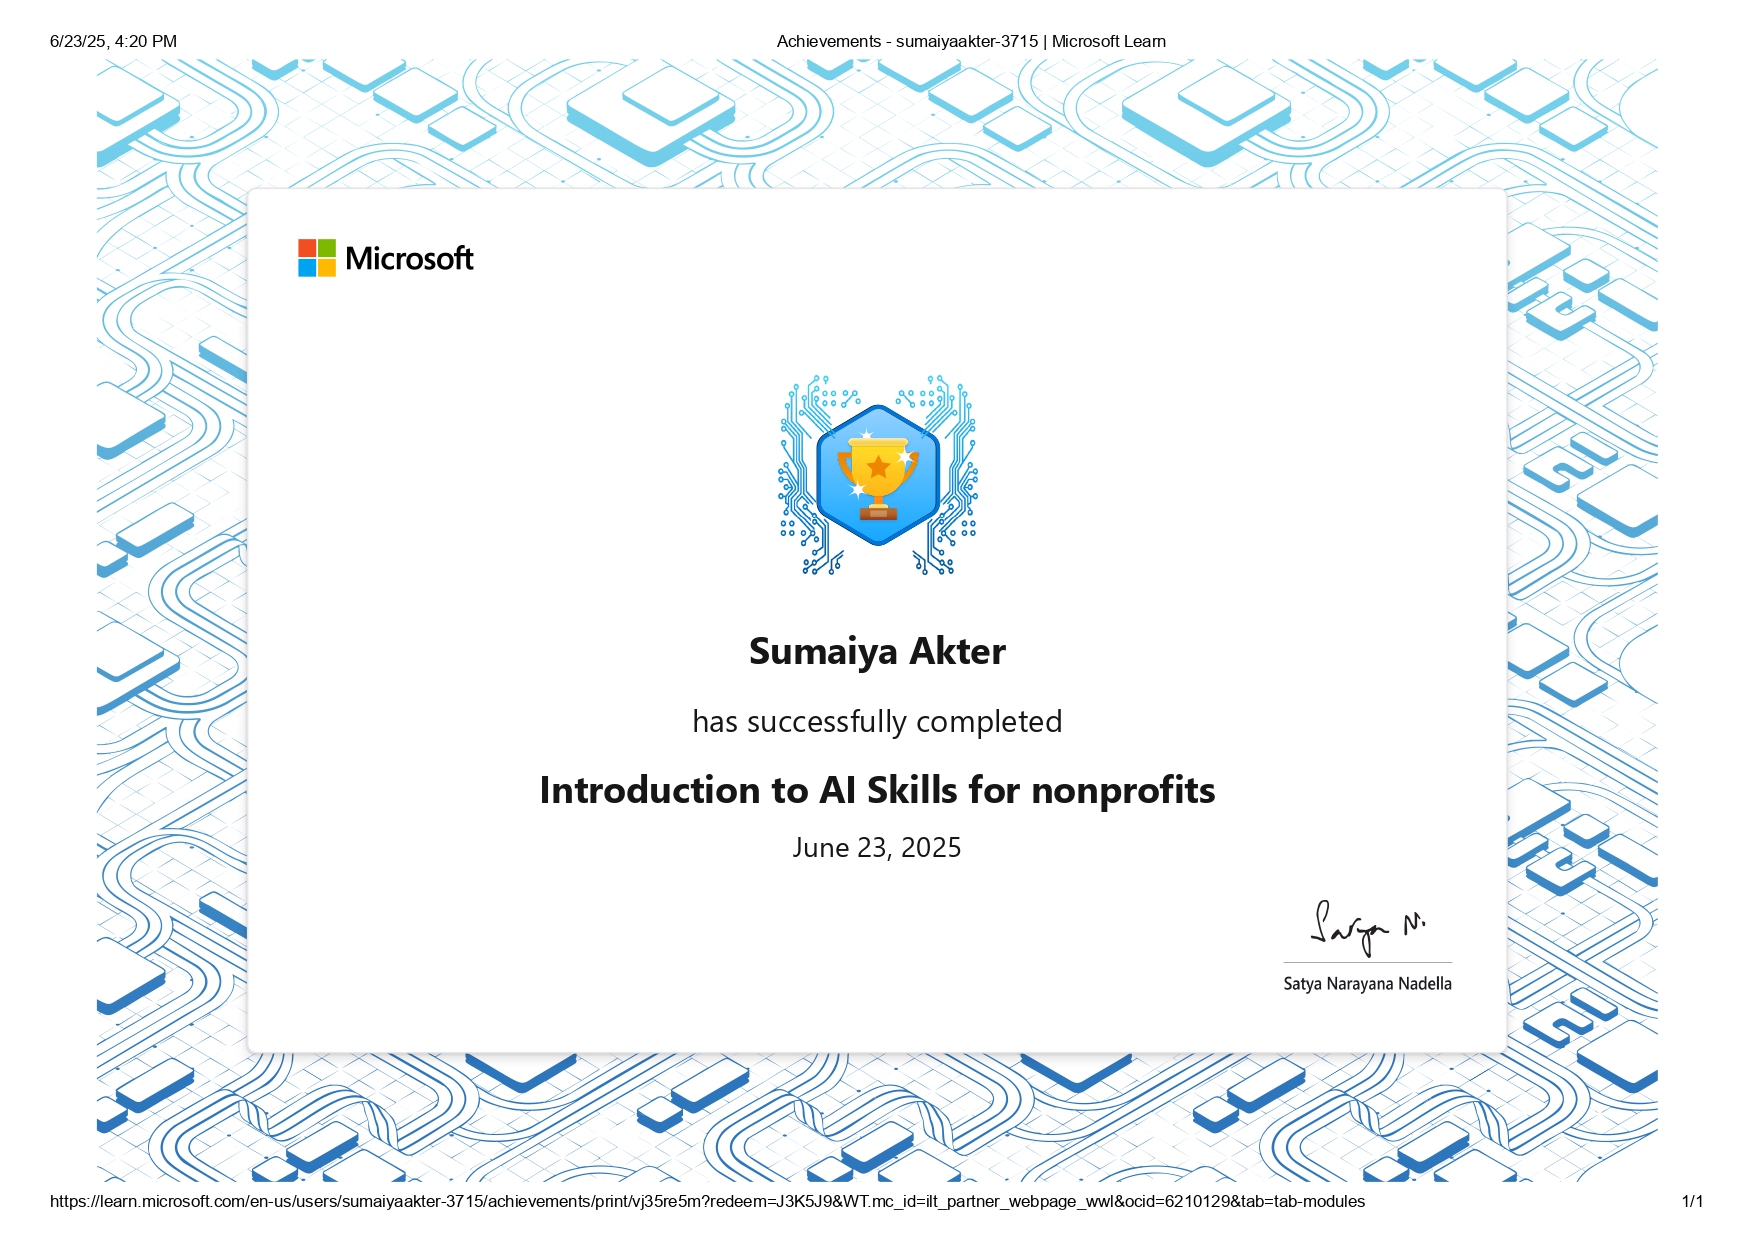 6/23/25, 4:20 PM
Achievements - sumaiyaakter-3715 | Microsoft Learn
Microsoft
Sumaiya Akter
has successfully completed
Introduction to AI Skills for nonprofits
June 23, 2025
Satya N.
Satya Narayana Nadella
https://learn.microsoft.com/en-us/users/sumaiyaakter-3715/achievements/print/vj35re5m?redeem=J3K5J9&WT.mc_id=ilt_partner_webpage_wwl&ocid=6210129&tab=tab-modules
1/1